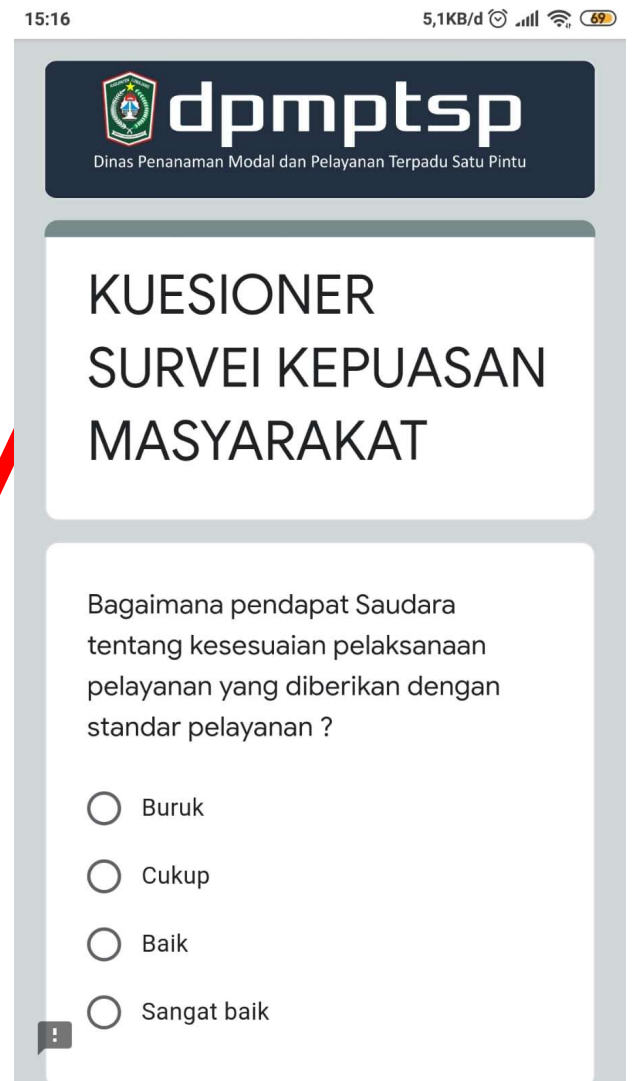 15:16
5,1KB/d
69
dpmptsp
Dinas Penanaman Modal dan Pelayanan Terpadu Satu Pintu
KUESIONER
SURVEI KEPUASAN
MASYARAKAT
Bagaimana pendapat Saudara
tentang kesesuaian pelaksanaan
pelayanan yang diberikan dengan
standar pelayanan ?
Buruk
Cukup
Baik
Sangat baik